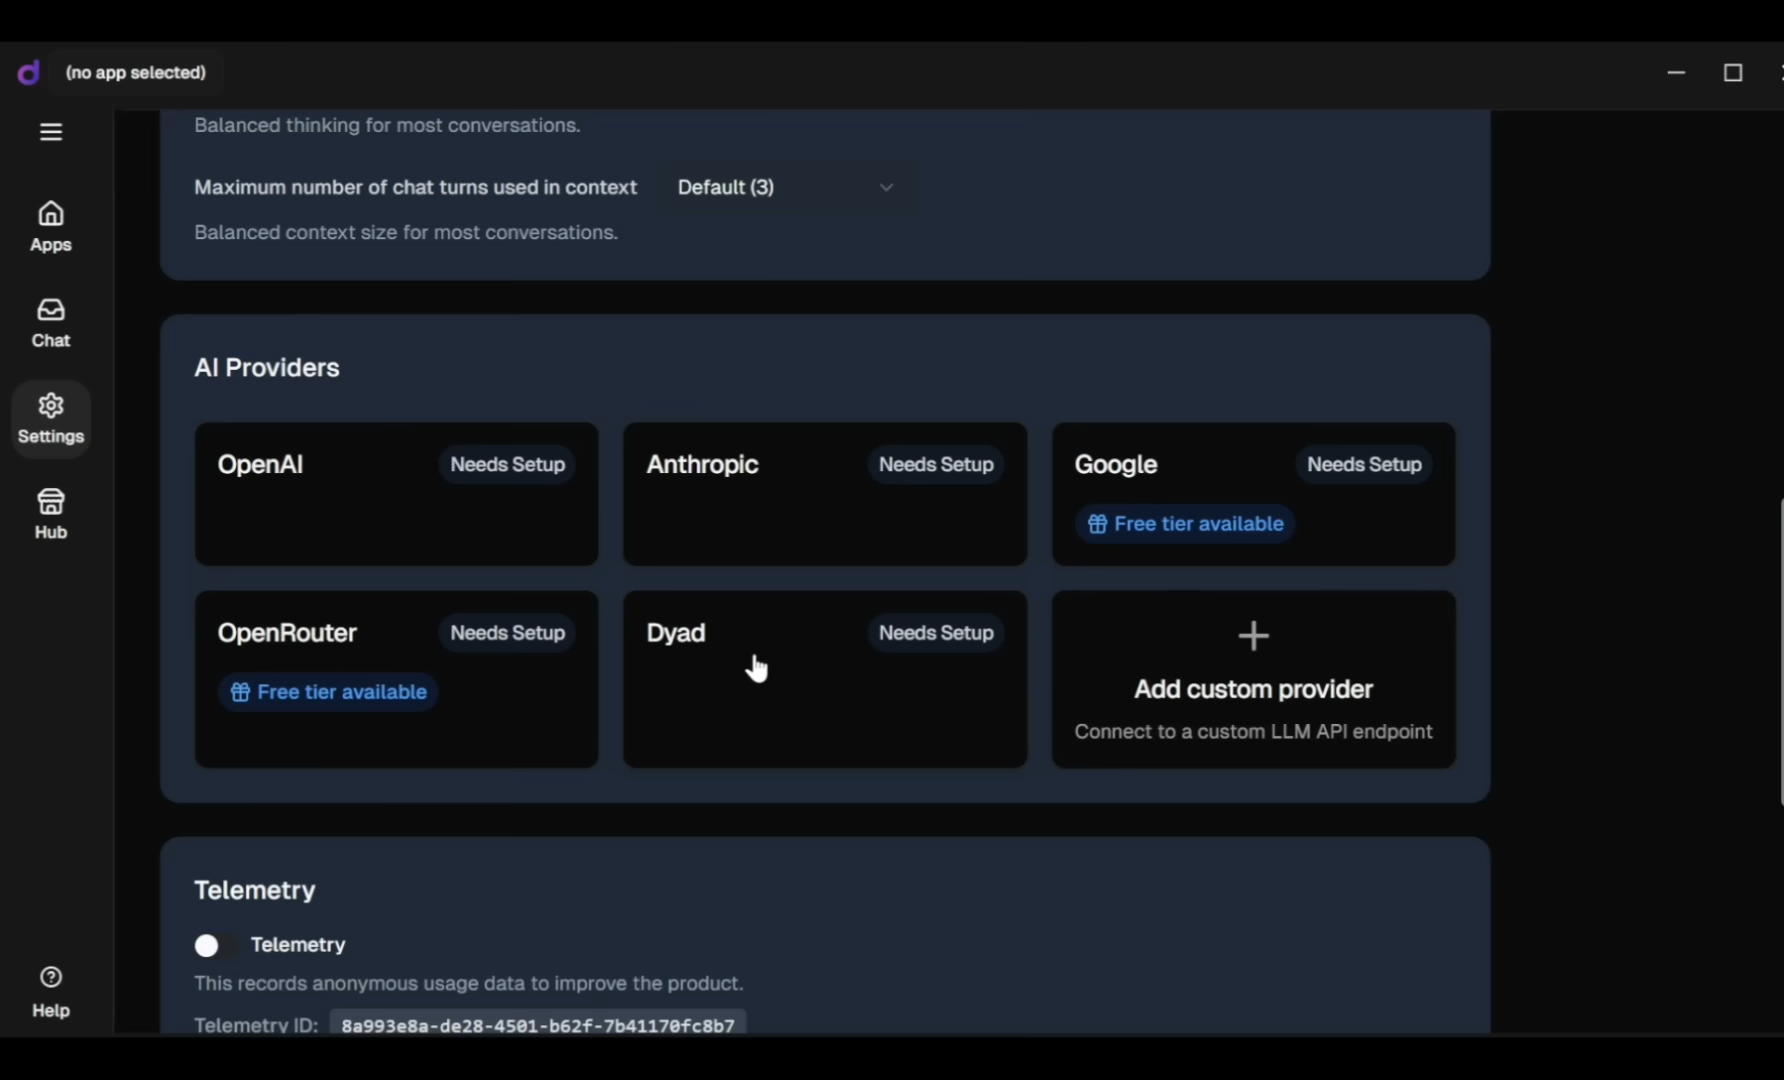 (no app selected)
Balanced thinking for most conversations.
Maximum number of chat turns used in context Default (3)
Balanced context size for most conversations.
Apps
Chat
Settings
Hub
Help
AI Providers
OpenAI Needs Setup
Anthropic Needs Setup
Google Needs Setup
Free tier available
OpenRouter Needs Setup
Free tier available
Dyad Needs Setup
Add custom provider
Connect to a custom LLM API endpoint
Telemetry
Telemetry
This records anonymous usage data to improve the product.
Telemetry ID: 8a993e8a-de28-4501-b62f-7b41170fc8b7